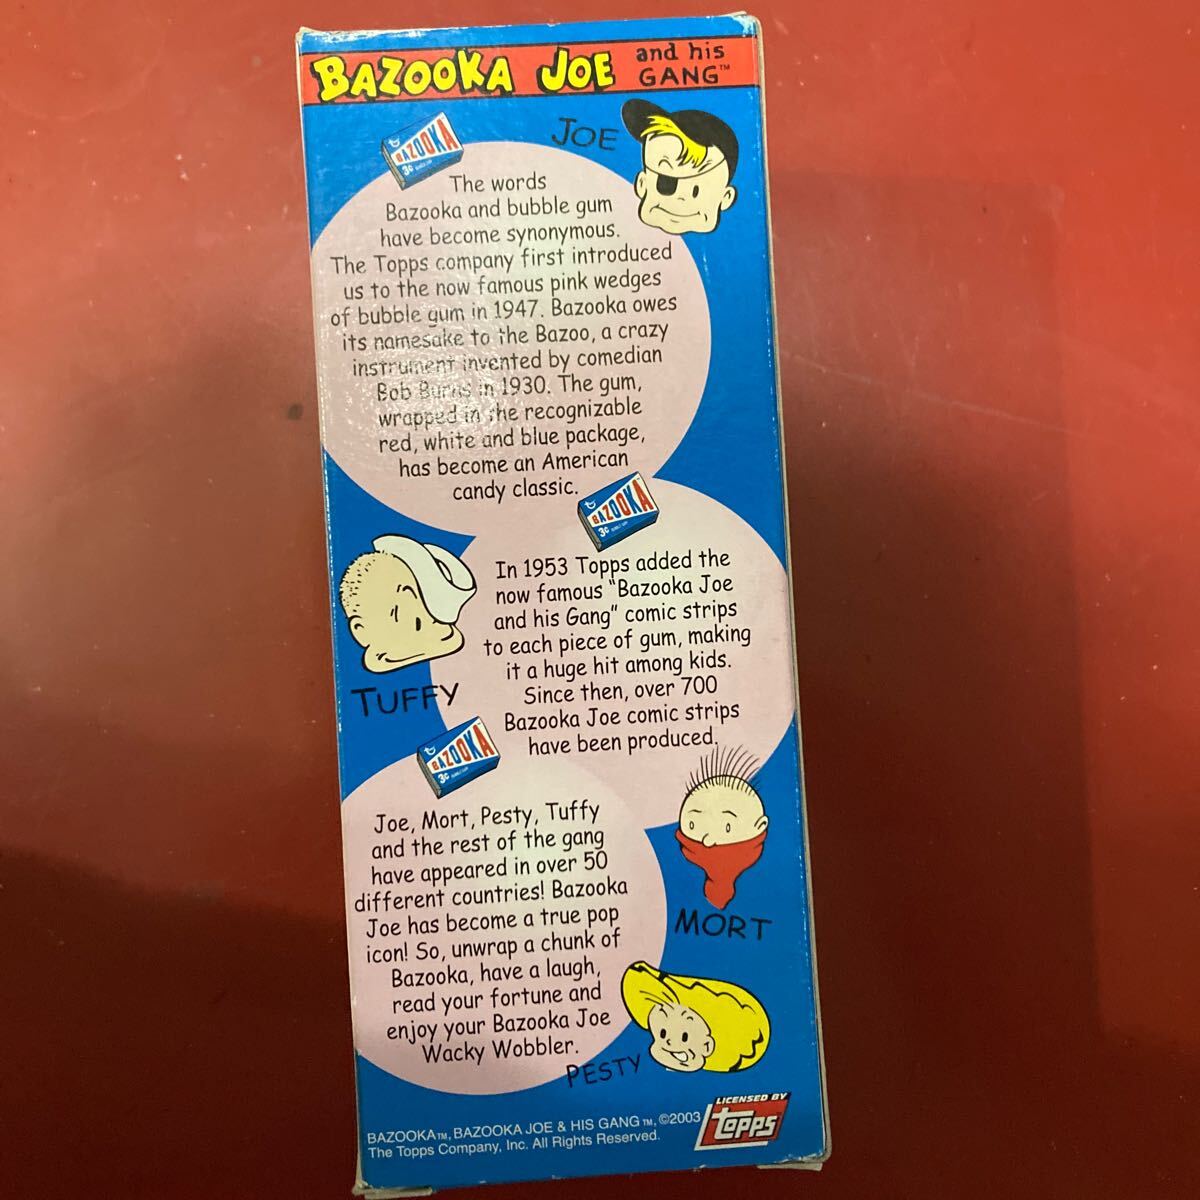 BAZOOKA JOE and his
GANG™
JOE
BAZOOKA
3¢
The words
Bazooka and bubble gum
have become synonymous.
The Topps company first introduced
us to the now famous pink wedges
of bubble gum in 1947. Bazooka owes
its namesake to the Bazoo, a crazy
instrument invented by comedian
Bob Burns in 1930. The gum,
wrapped in the recognizable
red, white and blue package,
has become an American
candy classic.
BAZOOKA
3¢
In 1953 Topps added the
now famous "Bazooka Joe
and his Gang" comic strips
to each piece of gum, making
it a huge hit among kids.
Since then, over 700
Bazooka Joe comic strips
have been produced.
TUFFY
BAZOOKA
3¢
Joe, Mort, Pesty, Tuffy
and the rest of the gang
have appeared in over 50
different countries! Bazooka
Joe has become a true pop
icon! So, unwrap a chunk of
Bazooka, have a laugh,
read your fortune and
enjoy your Bazooka Joe
Wacky Wobbler.
MORT
PESTY
BAZOOKA™, BAZOOKA JOE & HIS GANG ™, ©2003
The Topps Company, Inc. All Rights Reserved.
LICENSED BY
topps